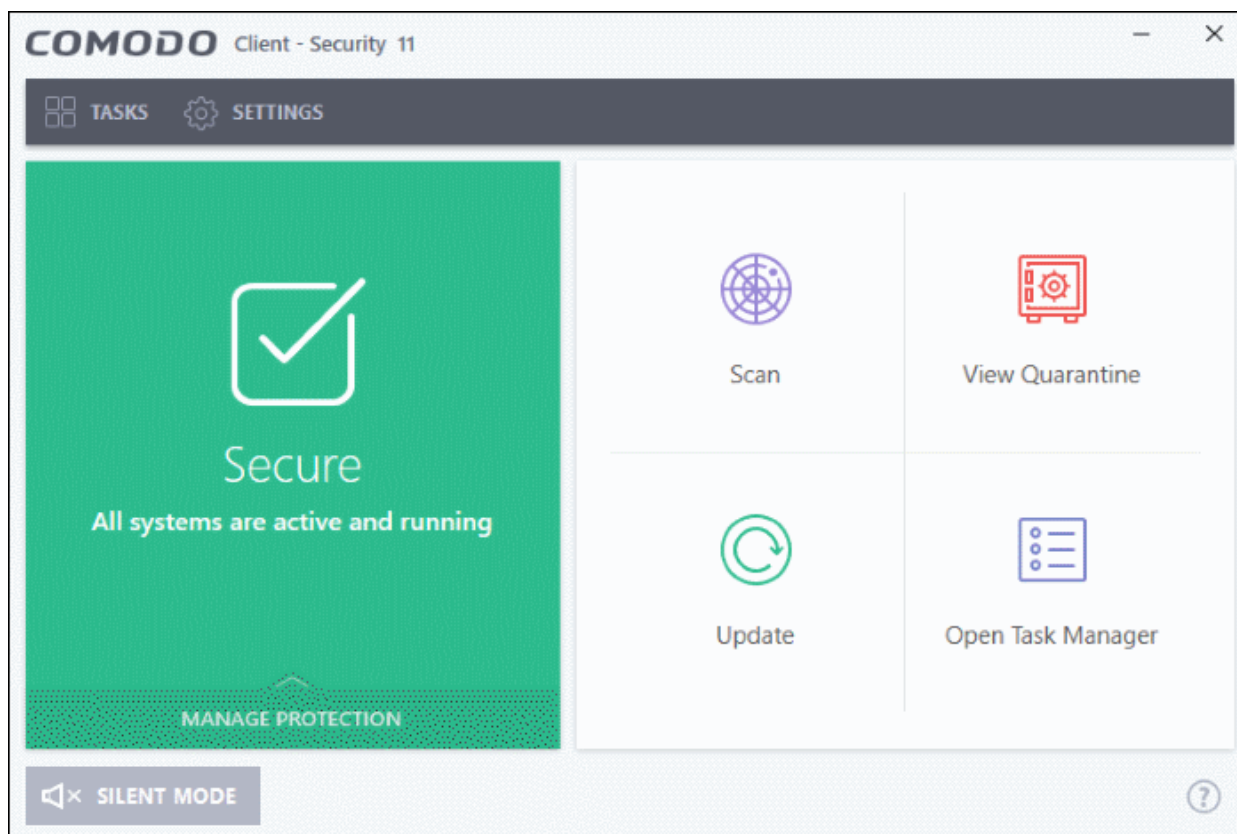 COMODO Client - Security 11
TASKS SETTINGS
Secure
All systems are active and running
MANAGE PROTECTION
Scan
View Quarantine
Update
Open Task Manager
SILENT MODE
?